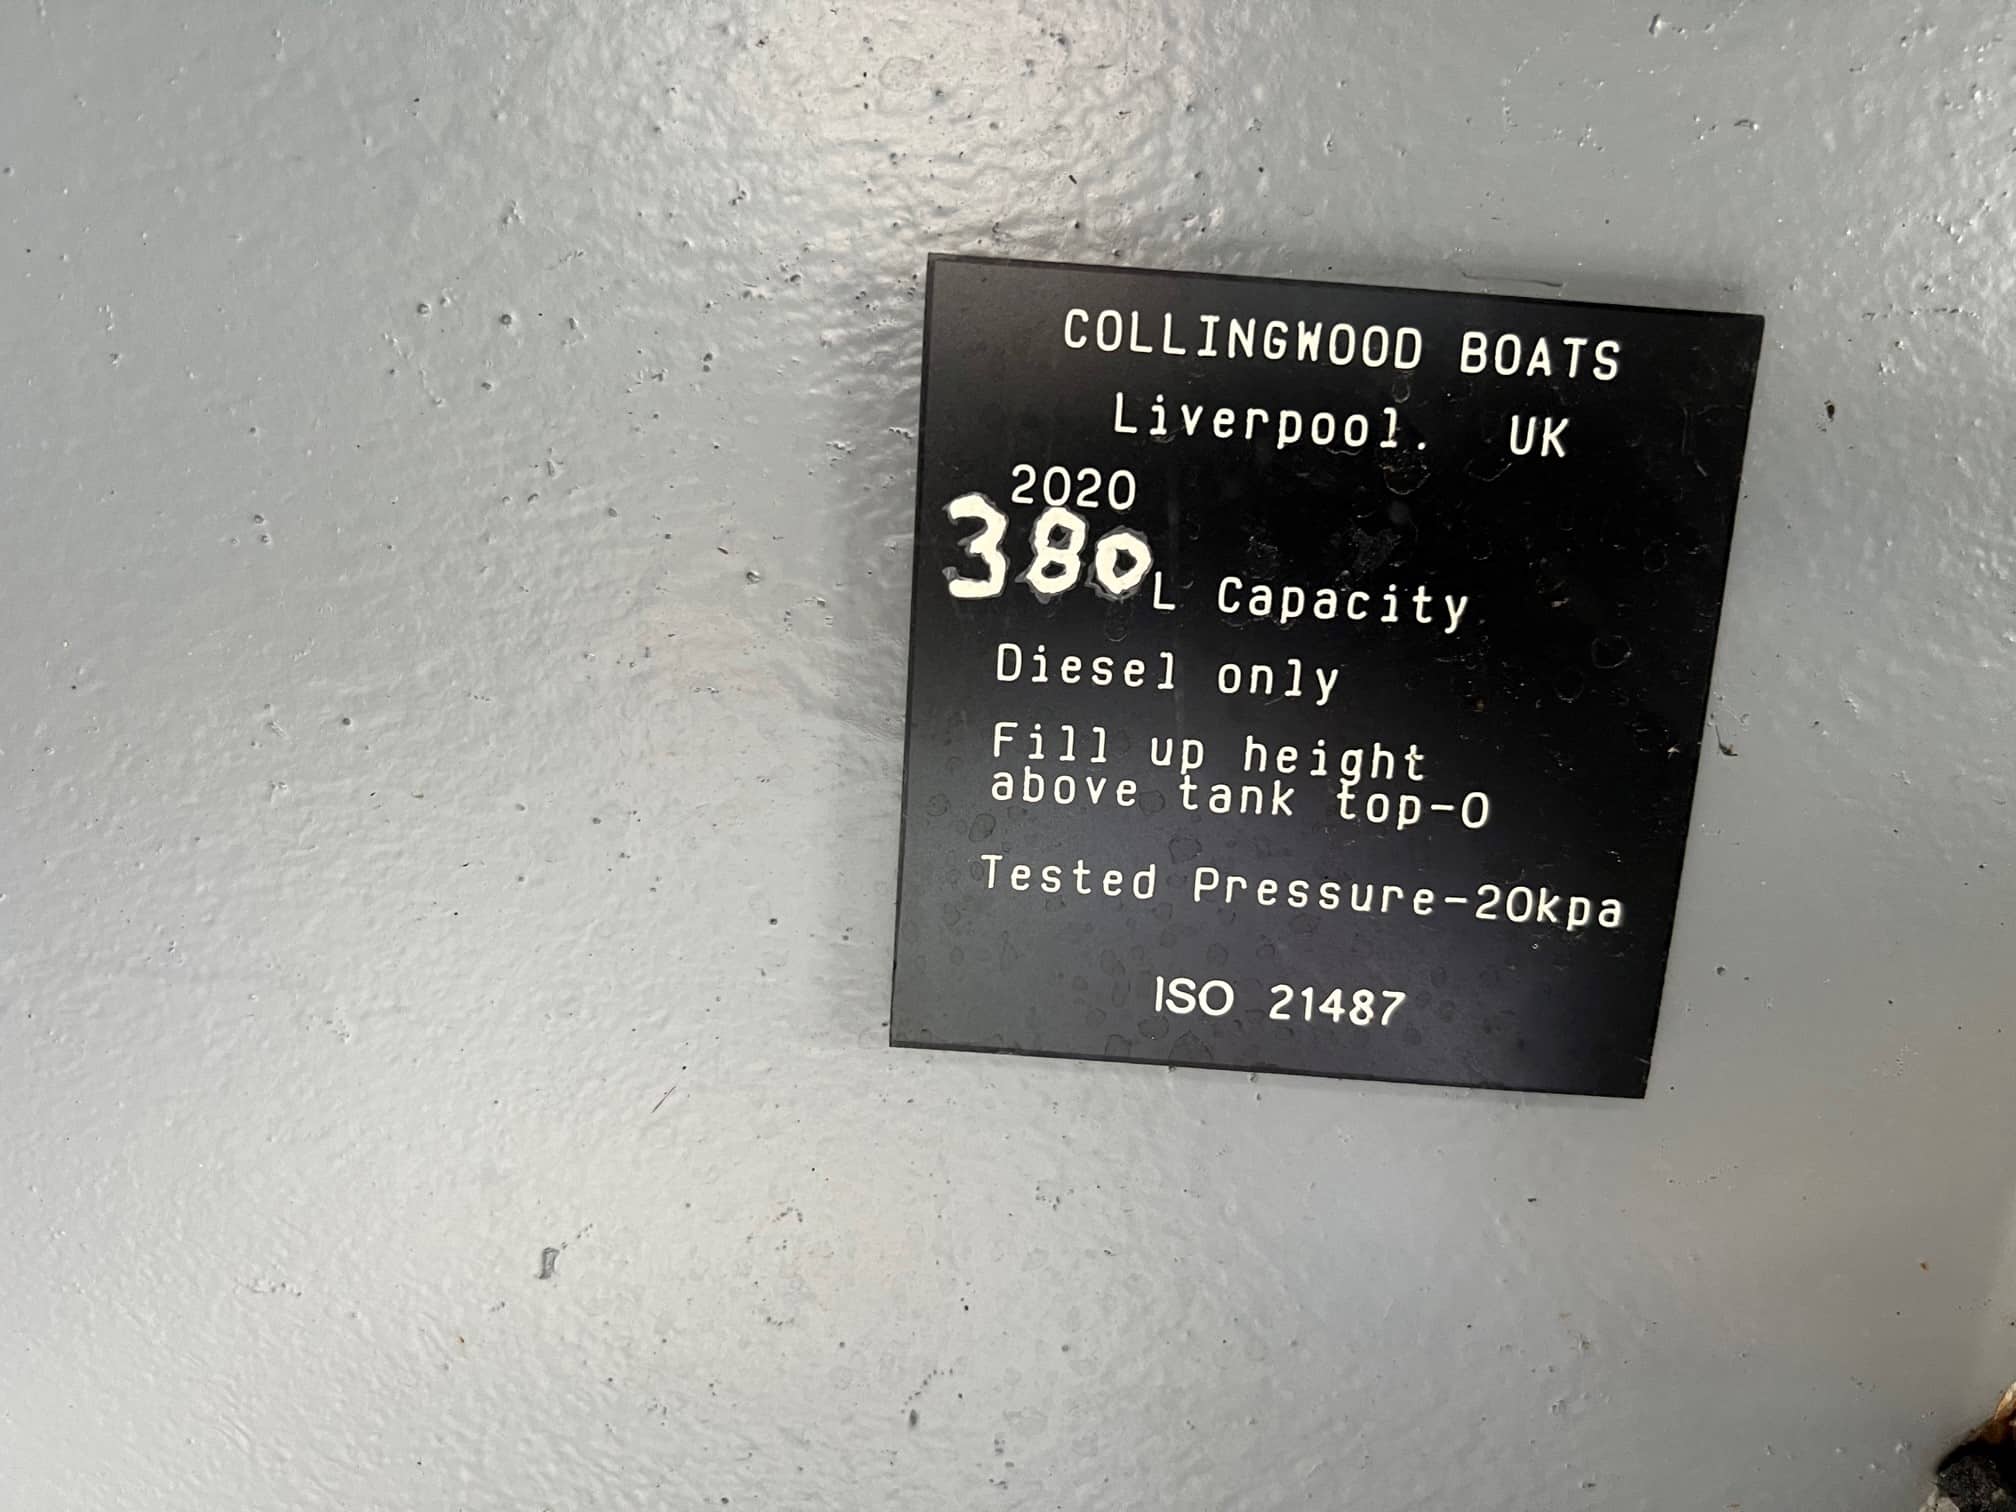 COLLINGWOOD BOATS
Liverpool. UK
2020
380 L Capacity
Diesel only
Fill up height
above tank top-0
Tested Pressure-20kpa
ISO 21487